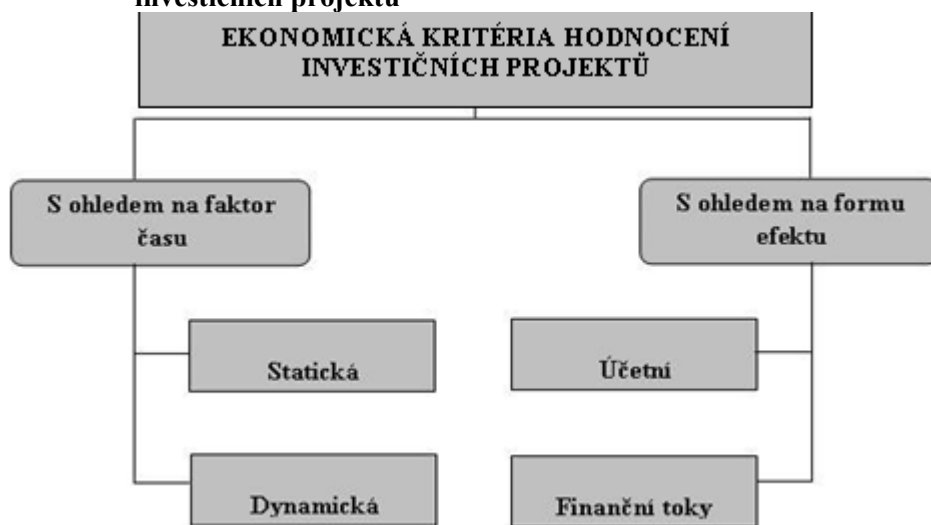 investičních projektů
EKONOMICKÁ KRITÉRIA HODNOCENÍ
INVESTIČNÍCH PROJEKTŮ
S ohledem na faktor
času
S ohledem na formu
efektu
Statická
Účetní
Dynamická
Finanční toky